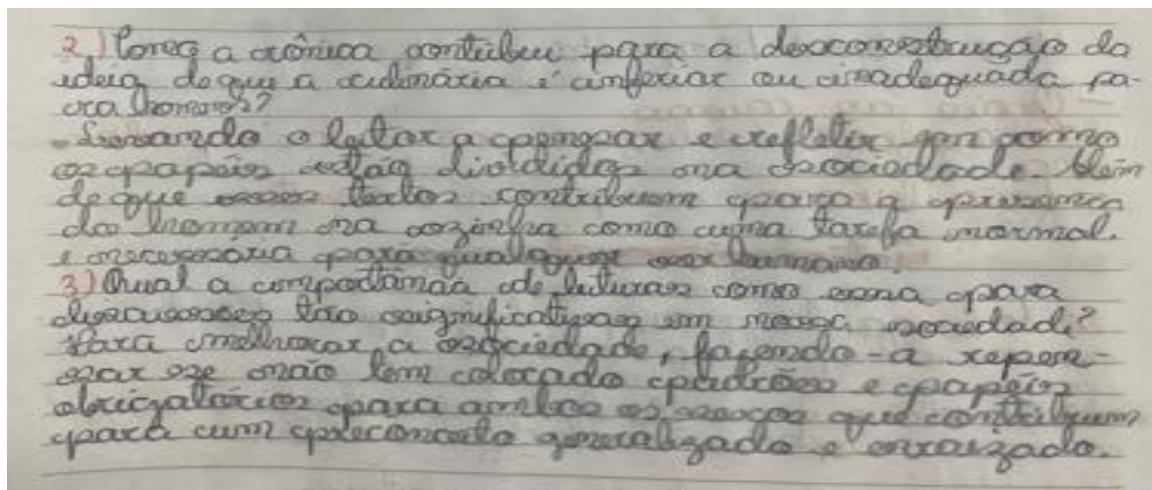 2) Como a crônica contribui para a desconstrução da
ideia de que a culinária é inferior ou inadequada pa-
ra homens?
- Levando o leitor a pensar e refletir em como
os papéis estão divididos na sociedade. Além
de que esses textos contribuem para a presença
do homem na cozinha como uma tarefa normal
e necessária para qualquer ser humano.
3) Qual a importância de leituras como essa para
discussões tão significativas em nossa sociedade?
Para melhorar a sociedade, fazendo-a repen-
sar se não tem colocado padrões e papéis
obrigatórios para ambos os sexos que contribuem
para um preconceito generalizado e enraizado.